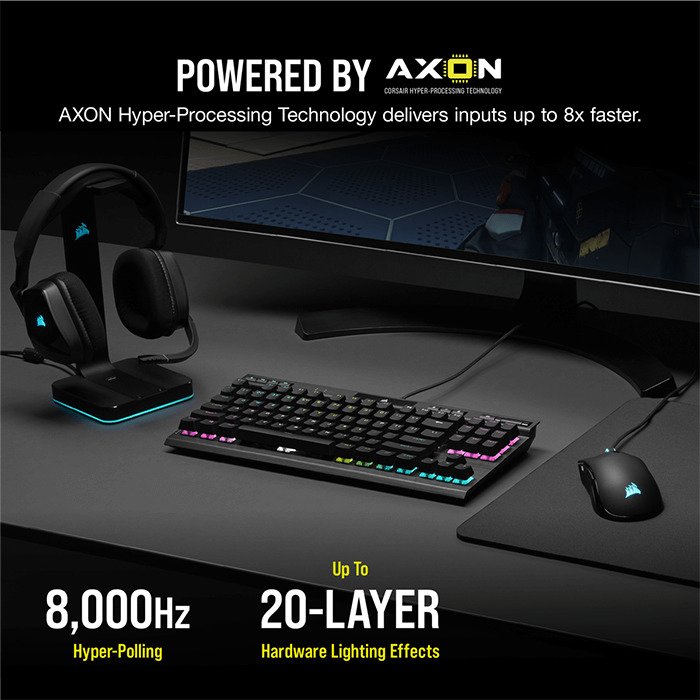 POWERED BY AXON
CORSAIR HYPER-PROCESSING TECHNOLOGY
AXON Hyper-Processing Technology delivers inputs up to 8x faster.
Up To
8,000Hz 20-LAYER
Hyper-Polling Hardware Lighting Effects